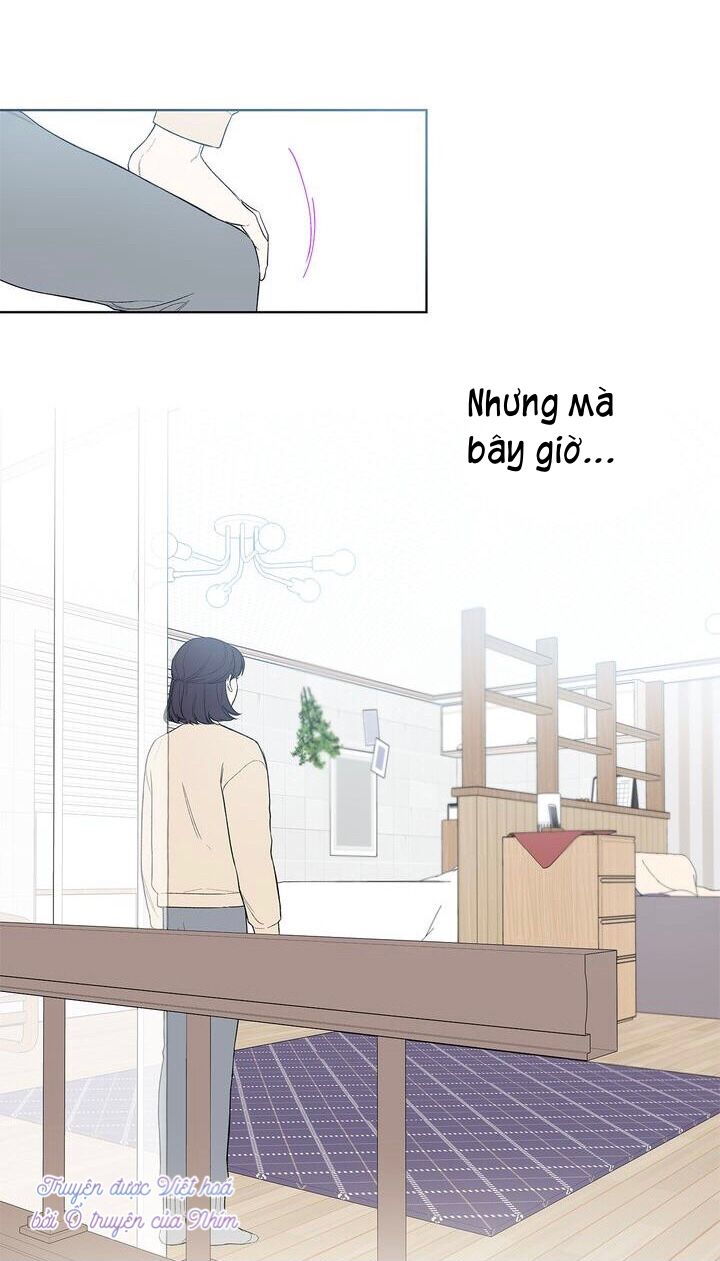 Nhưng mà
bây giờ...
Truyện được Việt hoá
bởi Ổ truyện của Nhím